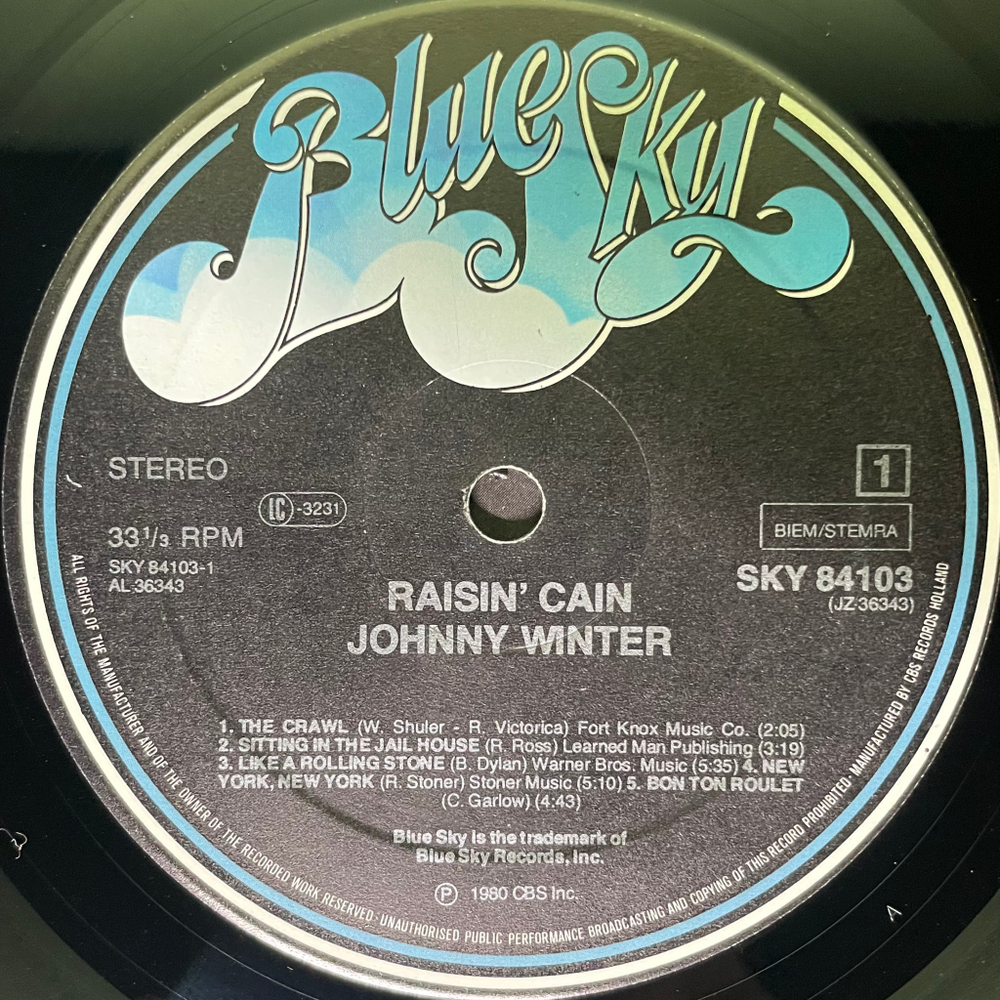 Blue Sky
STEREO
1
LC -3231
33 1/3 RPM
BIEM/STEMRA
SKY 84103-1
AL 36343
SKY 84103
(JZ 36343)
RAISIN' CAIN
JOHNNY WINTER
1. THE CRAWL (W. Shuler - R. Victorica) Fort Knox Music Co. (2:05)
2. SITTING IN THE JAIL HOUSE (R. Ross) Learned Man Publishing (3:19)
3. LIKE A ROLLING STONE (B. Dylan) Warner Bros. Music (5:35) 4. NEW
YORK, NEW YORK (R. Stoner) Stoner Music (5:10) 5. BON TON ROULET
(C. Garlow) (4:43)
Blue Sky is the trademark of
Blue Sky Records, Inc.
℗ 1980 CBS Inc.
ALL RIGHTS OF THE MANUFACTURER AND OF THE OWNER OF THE RECORDED WORK RESERVED · UNAUTHORISED PUBLIC PERFORMANCE BROADCASTING AND COPYING OF THIS RECORD PROHIBITED · MANUFACTURED BY CBS RECORDS HOLLAND
A